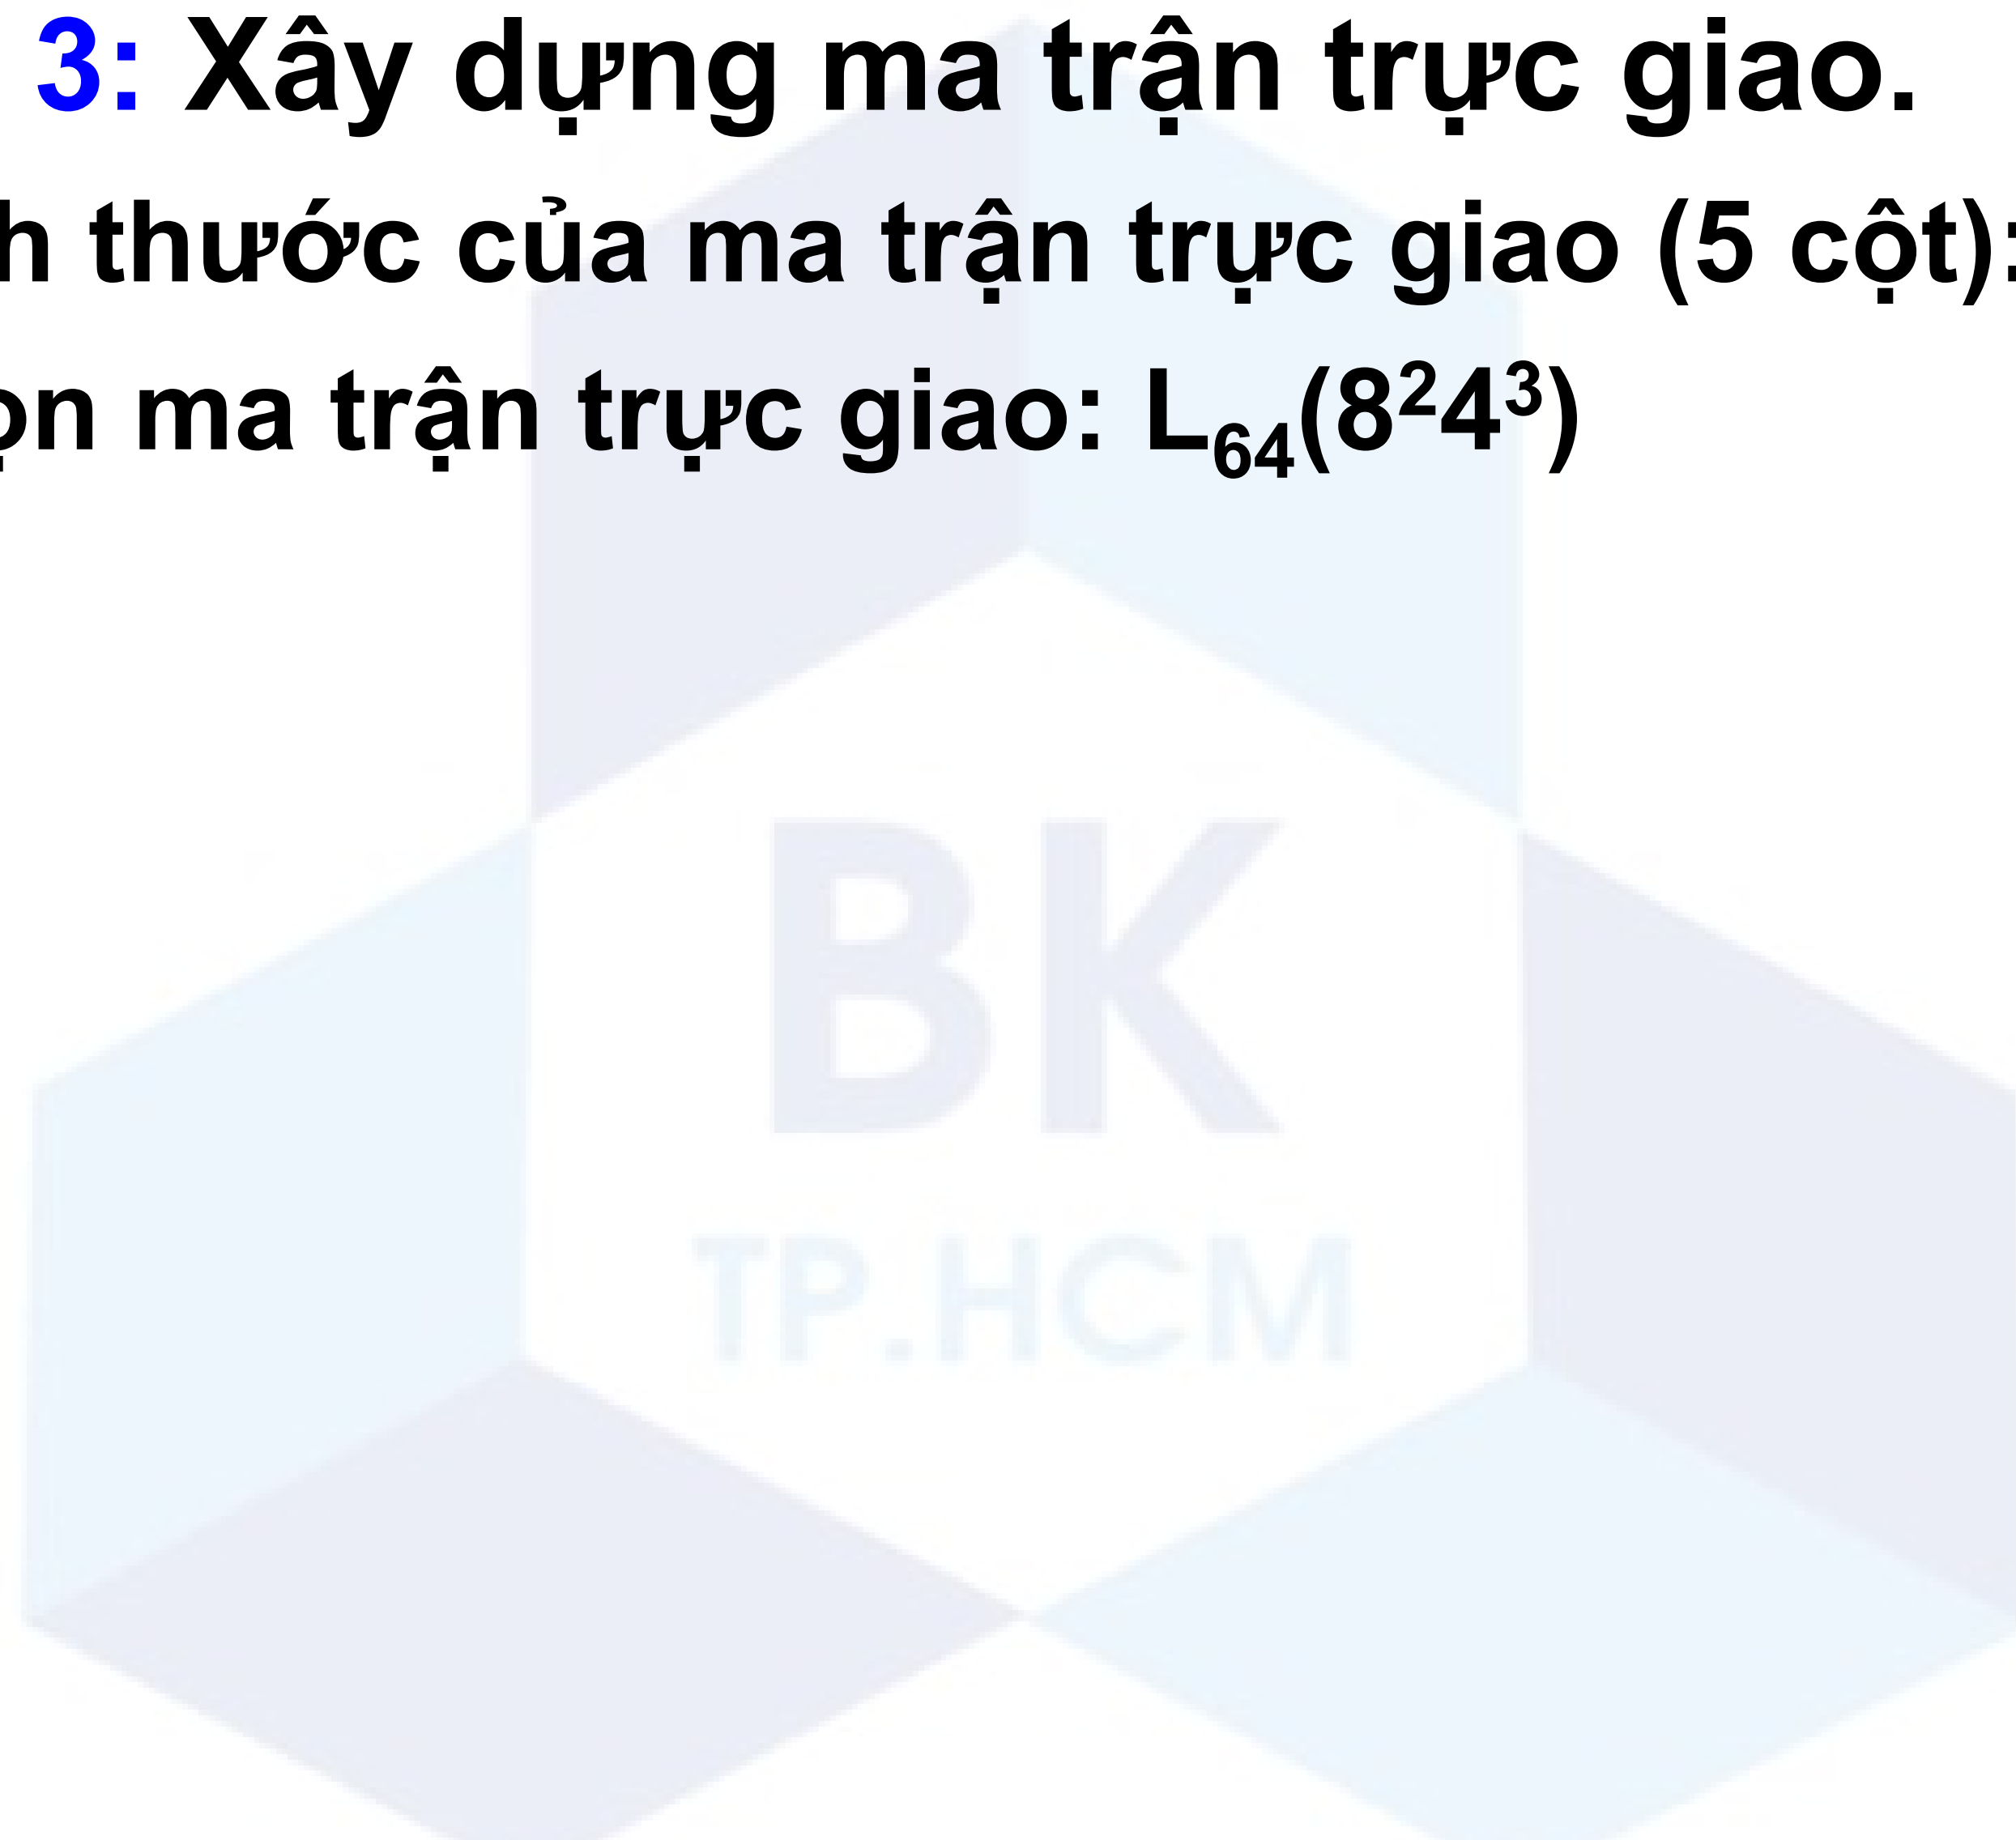 3: Xây dựng ma trận trực giao.
thước của ma trận trực giao (5 cột):
ma trận trực giao: L₆₄(8²4³)
BK
TP.HCM